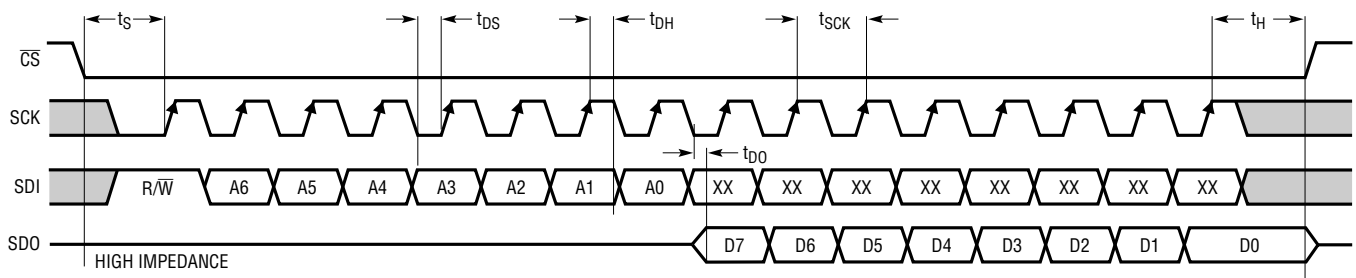 tS tDS tDH tSCK tH
CS
SCK
tDO
SDI R/W A6 A5 A4 A3 A2 A1 A0 XX XX XX XX XX XX XX XX
SDO D7 D6 D5 D4 D3 D2 D1 D0
HIGH IMPEDANCE